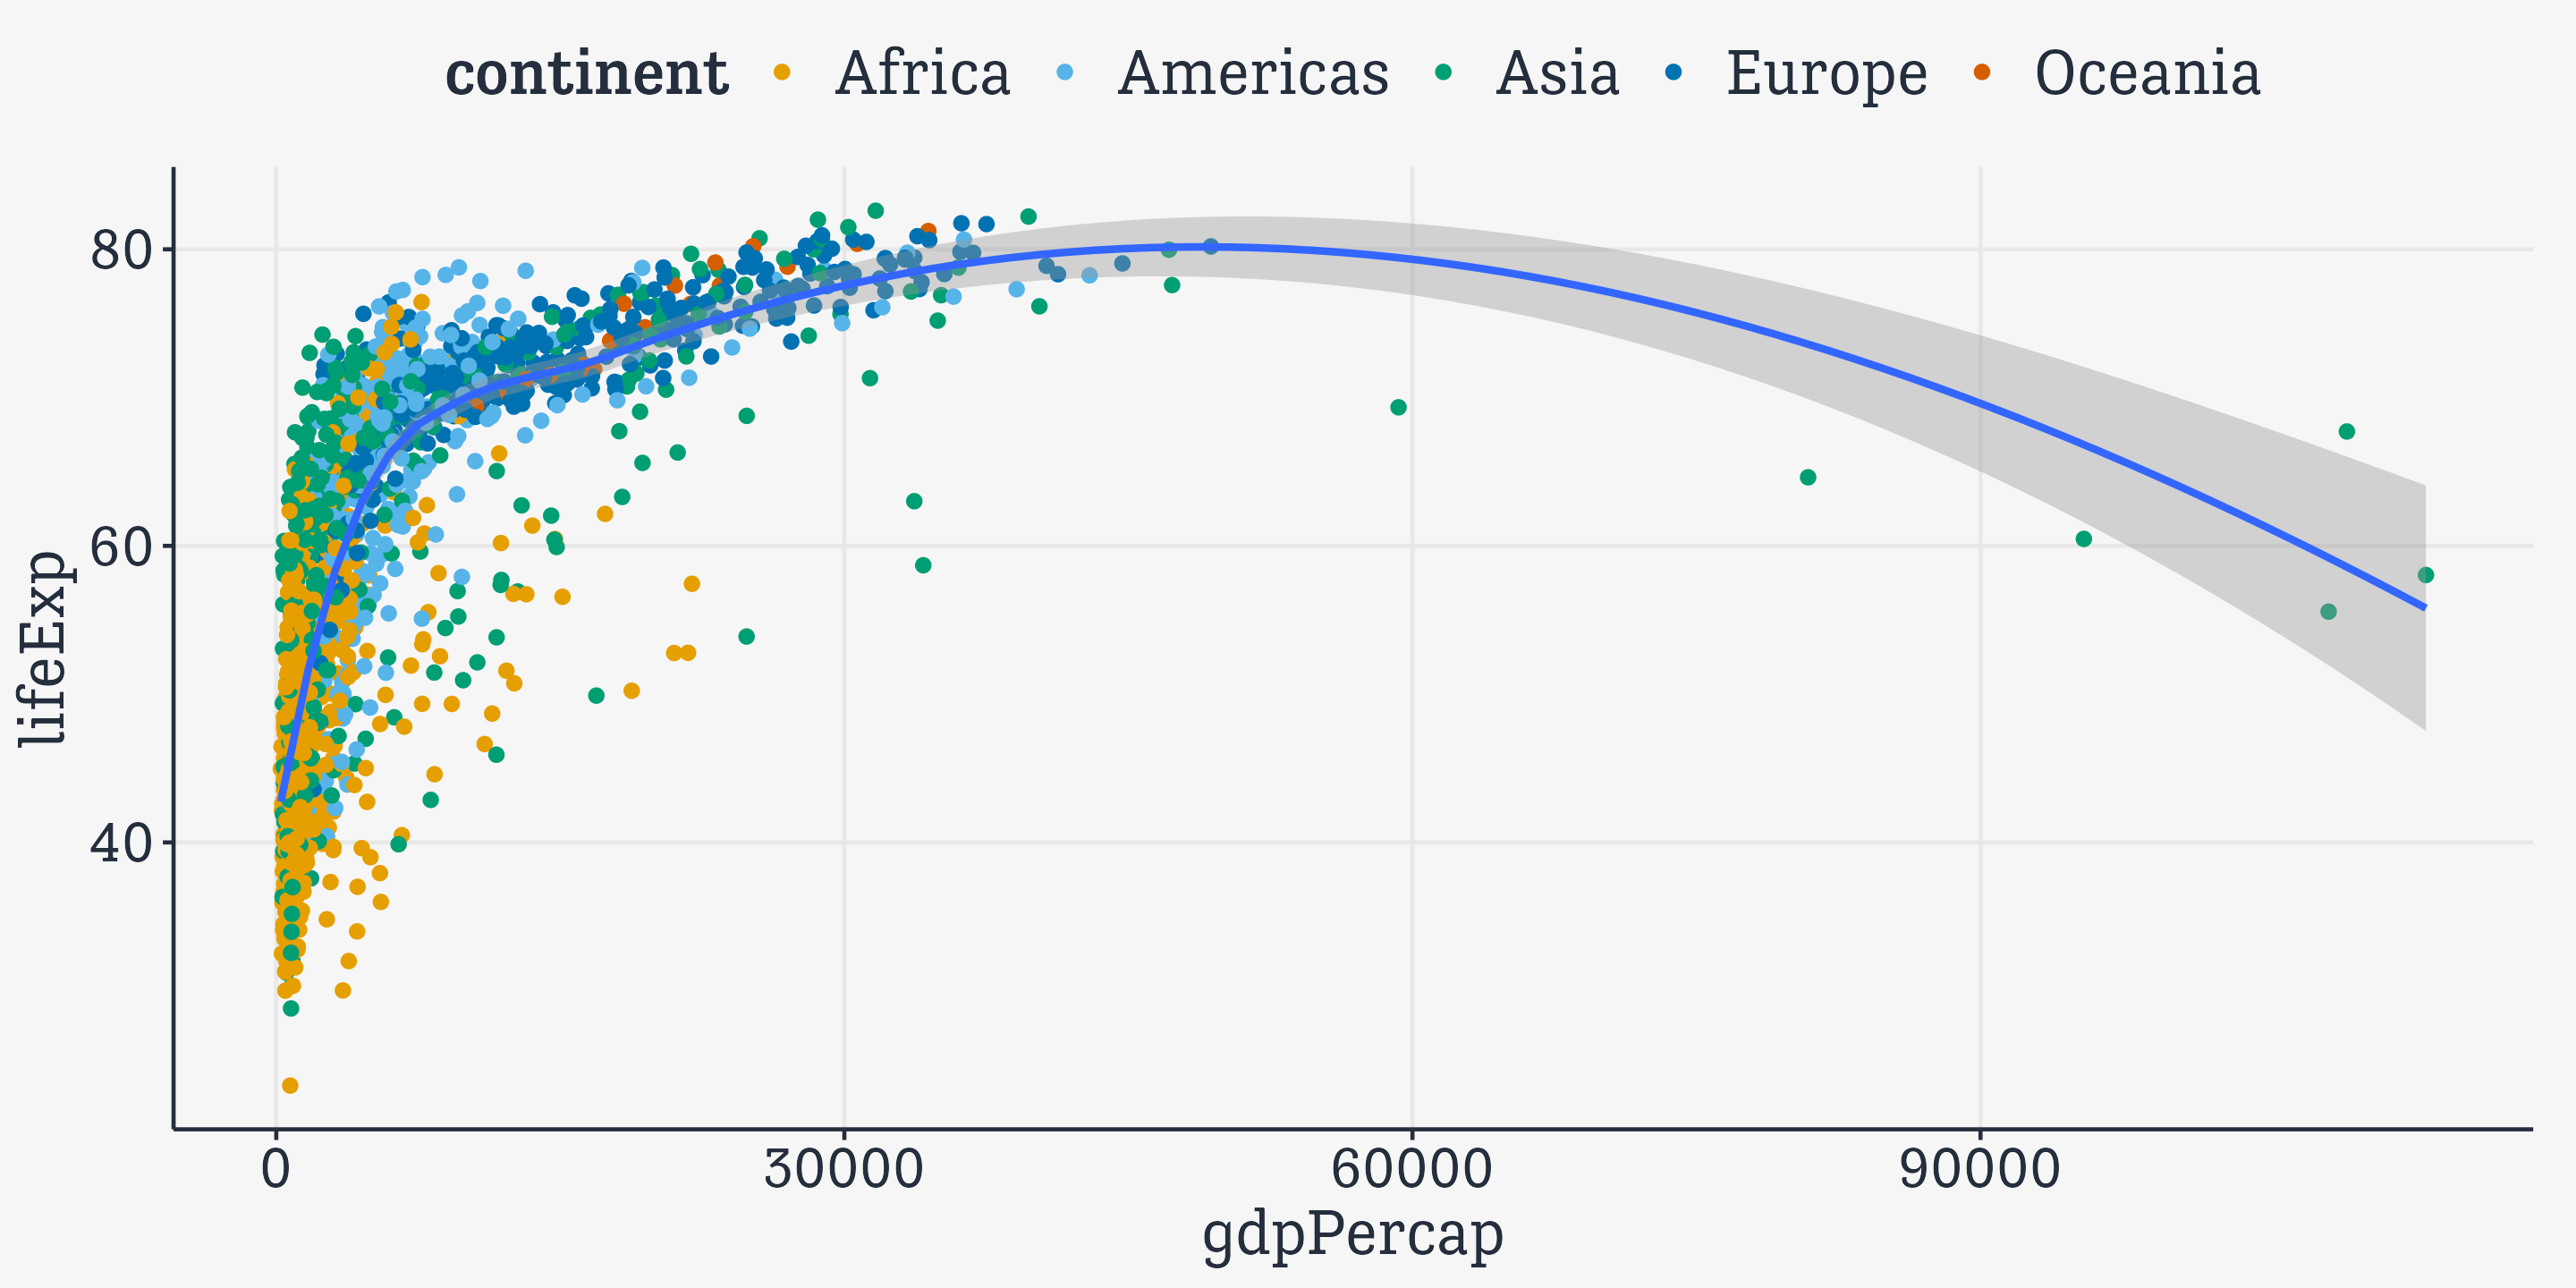 continent Africa Americas Asia Europe Oceania
lifeExp
80
60
40
0 30000 60000 90000
gdpPercap